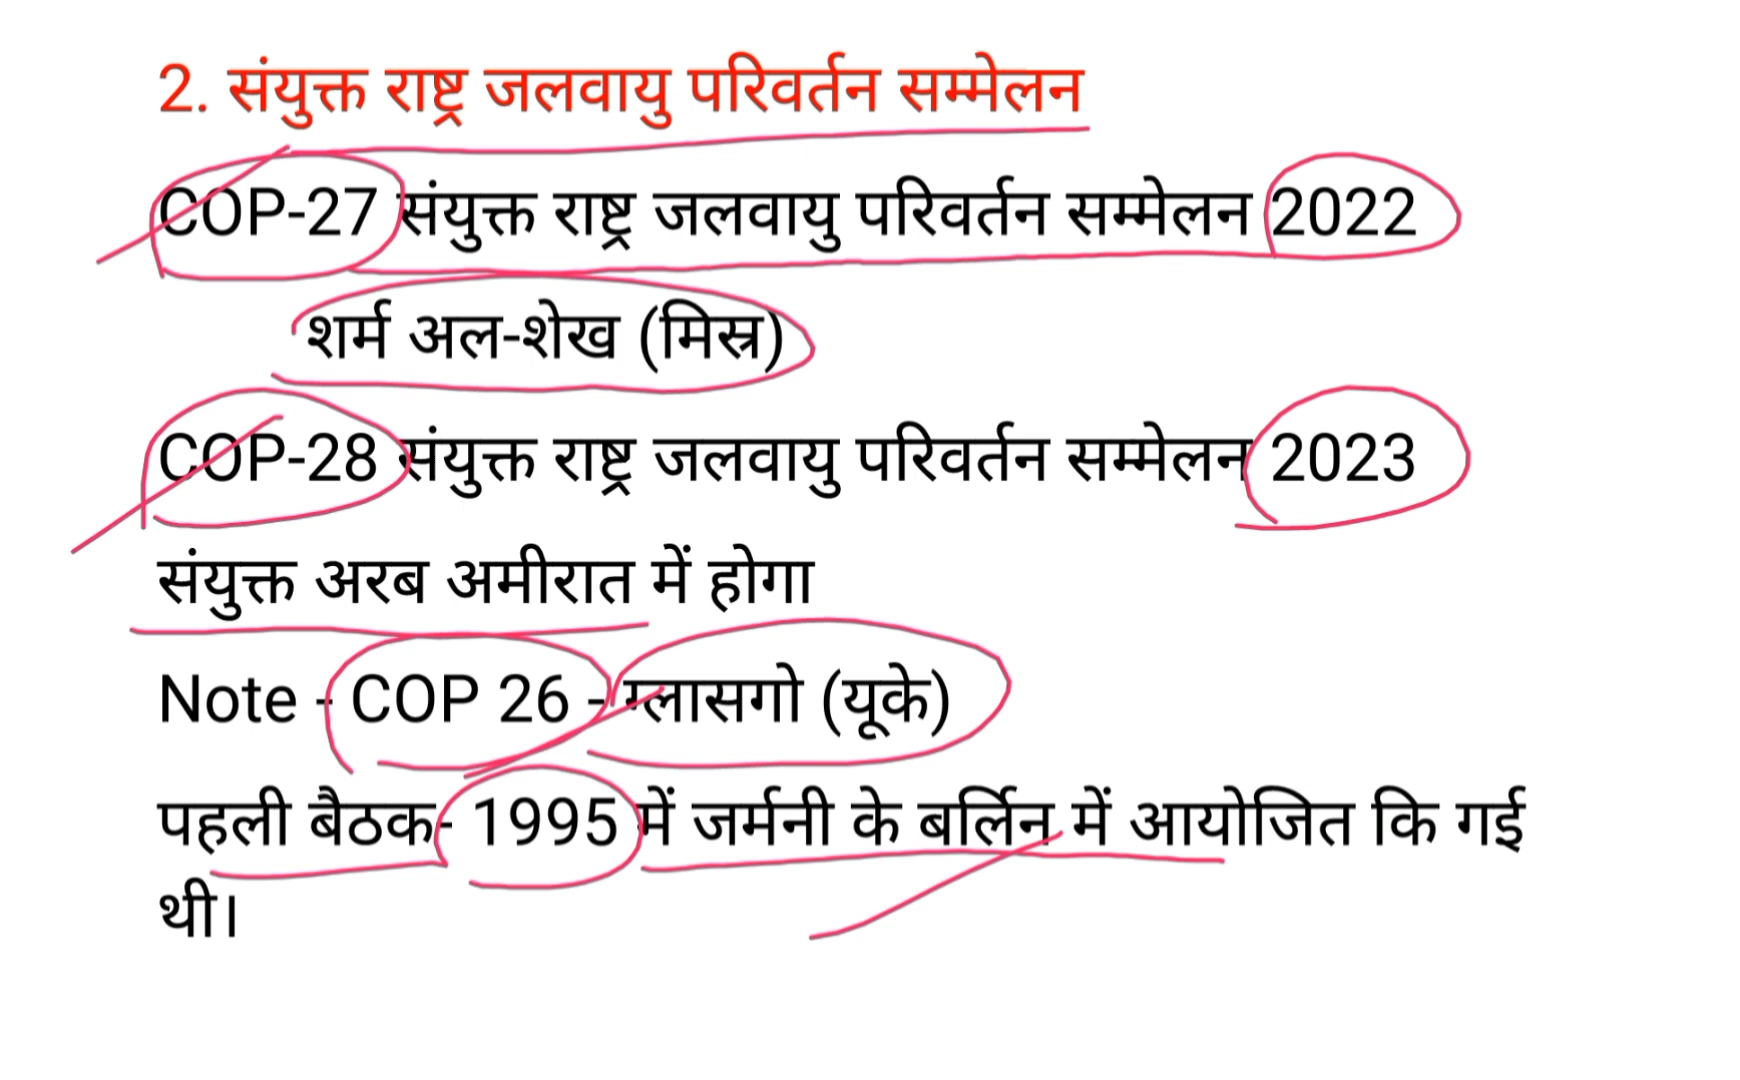 2. संयुक्त राष्ट्र जलवायु परिवर्तन सम्मेलन
COP-27 संयुक्त राष्ट्र जलवायु परिवर्तन सम्मेलन 2022
शर्म अल-शेख (मिस्र)
COP-28 संयुक्त राष्ट्र जलवायु परिवर्तन सम्मेलन 2023
संयुक्त अरब अमीरात में होगा
Note - COP 26 - ग्लासगो (यूके)
पहली बैठक- 1995 में जर्मनी के बर्लिन में आयोजित कि गई
थी।